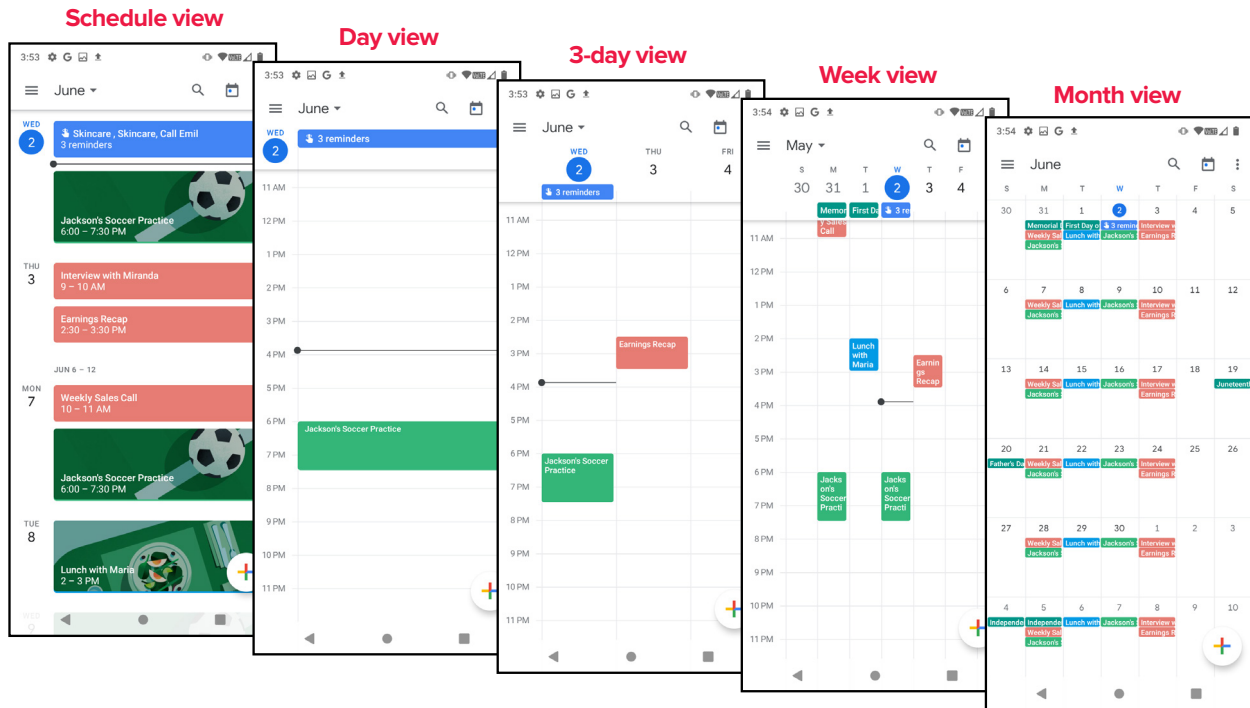 Schedule view
3:53
June
WED
2
Skincare , Skincare, Call Emil
3 reminders
Jackson's Soccer Practice
6:00 – 7:30 PM
THU
3
Interview with Miranda
9 – 10 AM
Earnings Recap
2:30 – 3:30 PM
JUN 6 – 12
MON
7
Weekly Sales Call
10 – 11 AM
Jackson's Soccer Practice
6:00 – 7:30 PM
TUE
8
Lunch with Maria
2 – 3 PM
WED
9
Day view
3:53
June
WED
2
3 reminders
11 AM
12 PM
1 PM
2 PM
3 PM
4 PM
5 PM
6 PM
Jackson's Soccer Practice
7 PM
8 PM
9 PM
10 PM
11 PM
3-day view
3:53
June
WED THU FRI
2 3 4
3 reminders
11 AM
12 PM
1 PM
2 PM
Earnings Recap
3 PM
4 PM
5 PM
6 PM
Jackson's Soccer
Practice
7 PM
8 PM
9 PM
10 PM
11 PM
Week view
3:54
May
S M T W T F
30 31 1 2 3 4
Memor First Da 3 re
y Sales
Call
11 AM
12 PM
1 PM
2 PM
Lunch
with
Maria
Earnin
gs
Recap
3 PM
4 PM
5 PM
6 PM
Jacks Jacks
on's on's
Soccer Soccer
Practi Practi
7 PM
8 PM
9 PM
10 PM
11 PM
Month view
3:54
June
S M T W T F S
30 31 1 2 3 4 5
Memorial First Day o 3 remin Interview w
Weekly Sal Lunch with Jackson's Earnings R
Jackson's
6 7 8 9 10 11 12
Weekly Sal Lunch with Jackson's Interview w
Jackson's Earnings R
13 14 15 16 17 18 19
Weekly Sal Lunch with Jackson's Interview w Juneteent
Jackson's Earnings R
20 21 22 23 24 25 26
Father's Da Weekly Sal Lunch with Jackson's Interview w
Jackson's Earnings R
27 28 29 30 1 2 3
Weekly Sal Lunch with Jackson's Interview w
Jackson's Earnings R
4 5 6 7 8 9 10
Independe Independe Lunch with Jackson's Interview w
Weekly Sal Earnings R
Jackson's